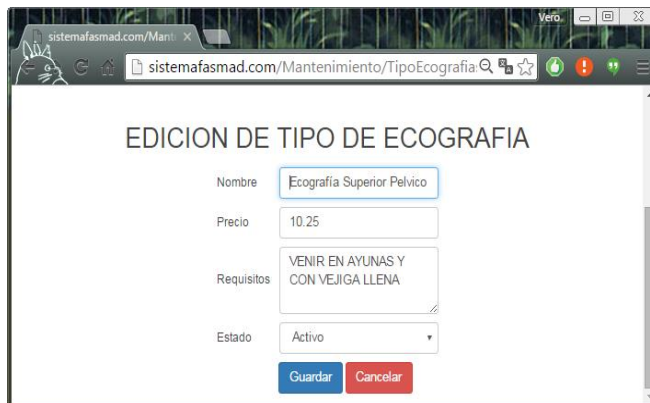 Vero
sistemafasmad.com/Mant
sistemafasmad.com/Mantenimiento/TipoEcografia
EDICION DE TIPO DE ECOGRAFIA
Nombre
Ecografía Superior Pelvico
Precio
10.25
Requisitos
VENIR EN AYUNAS Y
CON VEJIGA LLENA
Estado
Activo
Guardar
Cancelar